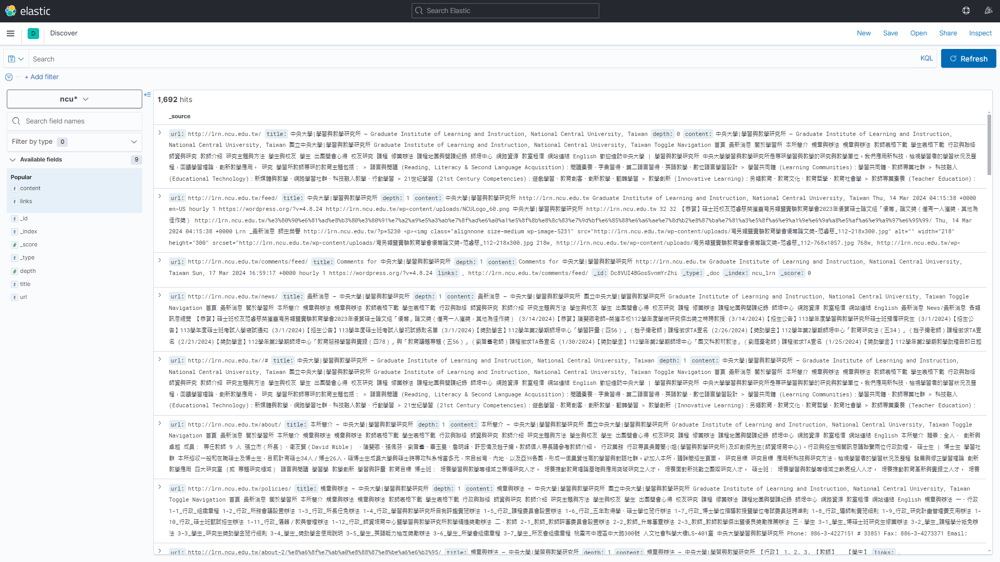 elastic
Search Elastic
D
Discover
New
Save
Open
Share
Inspect
Search
KQL
Refresh
+ Add filter
ncu*
Search field names
Filter by type 0
Available fields 9
Popular
t content
t links
t _id
t _index
# _score
t _type
# depth
t title
t url
1,692 hits
_source
url: http://lrn.ncu.edu.tw/ title: 中央大學|學習與教學研究所 – Graduate Institute of Learning and Instruction, National Central University, Taiwan depth: 0 content: 中央大學|學習與教學研究所 – Graduate Institute of Learning and Instruction,
National Central University, Taiwan 國立中央大學|學習與教學研究所 Graduate Institute of Learning and Instruction, National Central University, Taiwan Toggle Navigation 首頁 最新消息 關於學習所 本所簡介 規章與辦法 規章與辦法 教師表格下載 學生表格下載 行政與聯絡
師資與研究 教師介紹 研究主題與方法 學生與校友 學生 出國開會心得 校友研究 課程 修業辦法 課程地圖與開課紀錄 師培中心 網路資源 教室租借 網站連結 English 歡迎造訪中央大學 | 學習與教學研究所 中央大學學習與教學研究所是專研學習與教學的研究與教學單位。我們應用新科技，檢視學習者的學習狀況及歷
程，回饋學習理論、創新教學應用。 研究 學習所教師專研的教育主題包括： > 語言與閱讀 (Reading, Literacy & Second Language Acquisition)：閱讀素養、字彙習得、第二語言習得、英語教學、數位語言學習設計 > 學習共同體 (Learning Communities)：學習共同體、教師專業社群 > 科技融入
(Educational Technology)：新媒體與教學、網路學習社群、科技融入教學、行動學習 > 21世紀學習 (21st Century Competencies)：遊戲學習、教育創客、創新教學、翻轉學習 > 教學創新 (Innovative Learning)：另類教育、教育文化、教育哲學、教育社會學 > 教師專業素養 (Teacher Education)：
url: http://lrn.ncu.edu.tw/feed/ title: 中央大學|學習與教學研究所 depth: 1 content: 中央大學|學習與教學研究所 http://lrn.ncu.edu.tw Graduate Institute of Learning and Instruction, National Central University, Taiwan Thu, 14 Mar 2024 04:15:38 +0000
en-US hourly 1 https://wordpress.org/?v=4.8.24 http://lrn.ncu.edu.tw/wp-content/uploads/NCULogo_60.png 中央大學|學習與教學研究所 http://lrn.ncu.edu.tw 32 32 【恭賀】碩士班校友范睿慈榮獲臺灣另類暨實驗教育學會2023年優質碩士論文組「優等」論文獎（僅有一人獲獎，其他為
佳作獎） http://lrn.ncu.edu.tw/%e3%80%90%e6%81%ad%e8%b3%80%e3%80%91%e7%a2%a9%e5%a3%ab%e7%8f%ad%e6%a0%a1%e5%8f%8b%e8%8c%83%e7%9d%bf%e6%85%88%e6%a6%ae%e7%8d%b2%e8%87%ba%e7%81%a3%e5%8f%a6%e9%a1%9e%e6%9a%a8%e5%af%a6%e9%a9%97%e6%95%99/ Thu, 14 Mar
2024 04:15:38 +0000 Lrn _最新消息 師生榮譽 http://lrn.ncu.edu.tw/?p=5230 <p><img class="alignnone size-medium wp-image-5231" src="http://lrn.ncu.edu.tw/wp-content/uploads/灣另類暨實驗教育學會優等論文獎-范睿慈_112-218x300.jpg" alt="" width="218"
height="300" srcset="http://lrn.ncu.edu.tw/wp-content/uploads/灣另類暨實驗教育學會優等論文獎-范睿慈_112-218x300.jpg 218w, http://lrn.ncu.edu.tw/wp-content/uploads/灣另類暨實驗教育學會優等論文獎-范睿慈_112-768x1057.jpg 768w, http://lrn.ncu.edu.tw/wp-
url: http://lrn.ncu.edu.tw/comments/feed/ title: Comments for 中央大學|學習與教學研究所 depth: 1 content: Comments for 中央大學|學習與教學研究所 http://lrn.ncu.edu.tw Graduate Institute of Learning and Instruction, National Central University,
Taiwan Sun, 17 Mar 2024 16:59:17 +0000 hourly 1 https://wordpress.org/?v=4.8.24 links: , http://lrn.ncu.edu.tw/comments/feed/ _id: Dc8VUI4BGosSvnmYrZhi _type: _doc _index: ncu_lrn _score: 0
url: http://lrn.ncu.edu.tw/news/ title: 最新消息 – 中央大學|學習與教學研究所 depth: 1 content: 最新消息 – 中央大學|學習與教學研究所 國立中央大學|學習與教學研究所 Graduate Institute of Learning and Instruction, National Central University, Taiwan Toggle
Navigation 首頁 最新消息 關於學習所 本所簡介 規章與辦法 規章與辦法 教師表格下載 學生表格下載 行政與聯絡 師資與研究 教師介紹 研究主題與方法 學生與校友 學生 出國開會心得 校友研究 課程 修業辦法 課程地圖與開課紀錄 師培中心 網路資源 教室租借 網站連結 English 最新消息 News/最新消息 各類
訊息總覽 【恭賀】碩士班校友范睿慈榮獲臺灣另類暨實驗教育學會2023年優質碩士論文組「優等」論文獎（僅有一人獲獎，其他為佳作獎） (3/14/2024)【恭賀】陳斐卿老師–榮獲本校112學年度學術研究傑出獎之特聘教授 (3/14/2024)【招生公告】113學年度學習與教學研究所碩士班預備研究生 (3/1/2024)【招生公
告】113學年度碩士班考試入學複試通知 (3/1/2024)【招生公告】113學年度碩士班考試入學初試錄取名單 (3/1/2024)【獎助學金】112學年第2學期師培中心「學習評量（四56）」（趙子揚老師）課程徵求TA壹名 (2/26/2024)【獎助學金】112學年第2學期師培中心「教育研究法（五34）」（趙子揚老師）課程徵求TA壹
名 (2/21/2024)【獎助學金】112學年第2學期師培中心「教育服務學習與實踐（四78）」與「教育議題專題（五56）」（劉旨峯老師）課程徵求TA各壹名 (1/30/2024)【獎助學金】112學年第2學期師培中心「國文科教材教法」（劉庭豪老師）課程徵求TA壹名 (1/25/2024)【獎助學金】112學年第2學期教學助理自即日起
url: http://lrn.ncu.edu.tw//# title: 中央大學|學習與教學研究所 – Graduate Institute of Learning and Instruction, National Central University, Taiwan depth: 1 content: 中央大學|學習與教學研究所 – Graduate Institute of Learning and Instruction,
National Central University, Taiwan 國立中央大學|學習與教學研究所 Graduate Institute of Learning and Instruction, National Central University, Taiwan Toggle Navigation 首頁 最新消息 關於學習所 本所簡介 規章與辦法 規章與辦法 教師表格下載 學生表格下載 行政與聯絡
師資與研究 教師介紹 研究主題與方法 學生與校友 學生 出國開會心得 校友研究 課程 修業辦法 課程地圖與開課紀錄 師培中心 網路資源 教室租借 網站連結 English 歡迎造訪中央大學 | 學習與教學研究所 中央大學學習與教學研究所是專研學習與教學的研究與教學單位。我們應用新科技，檢視學習者的學習狀況及歷
程，回饋學習理論、創新教學應用。 研究 學習所教師專研的教育主題包括： > 語言與閱讀 (Reading, Literacy & Second Language Acquisition)：閱讀素養、字彙習得、第二語言習得、英語教學、數位語言學習設計 > 學習共同體 (Learning Communities)：學習共同體、教師專業社群 > 科技融入
(Educational Technology)：新媒體與教學、網路學習社群、科技融入教學、行動學習 > 21世紀學習 (21st Century Competencies)：遊戲學習、教育創客、創新教學、翻轉學習 > 教學創新 (Innovative Learning)：另類教育、教育文化、教育哲學、教育社會學 > 教師專業素養 (Teacher Education)：
url: http://lrn.ncu.edu.tw/about/ title: 本所簡介 – 中央大學|學習與教學研究所 depth: 1 content: 本所簡介 – 中央大學|學習與教學研究所 國立中央大學|學習與教學研究所 Graduate Institute of Learning and Instruction, National Central University, Taiwan Toggle
Navigation 首頁 最新消息 關於學習所 本所簡介 規章與辦法 規章與辦法 教師表格下載 學生表格下載 行政與聯絡 師資與研究 教師介紹 研究主題與方法 學生與校友 學生 出國開會心得 校友研究 課程 修業辦法 課程地圖與開課紀錄 師培中心 網路資源 教室租借 網站連結 English 本所簡介 願景：全人、 創新與
卓越 成員： 專任教師 9 人 張立杰（所長）、衛友賢（David Wible） 、陳斐卿、張佩芬、劉旨峯、辜玉旻、詹明峰、許宏儒及趙子揚。教師個人專長請參考教師介紹。 行政業務 行政專員吳菁蘭小姐(學習與教學研究所)及邱創傑先生(師資培育中心)。行政與招生相關訊息請聯繫兩位行政助理。 碩士生 | 博士生 學習社
群 本所招收一般和在職碩士及博士生，目前計有碩士34人／博士26人，碩博士生成員大學與碩士時專攻科系相當多元，來自台灣、內地、以及亞洲各國，形成一個異質性高的學習與對話社群。欲加入本所，請詳閱招生頁面。 研究目標 研究目標 應用新科技與研究方法，檢視學習者的學習狀況及歷程 發展與修正學習理論 創新
教學應用 四大研究室 (或 專題研究領域) 語言與閱讀 學習學 教學創新 學習與評量 教育目標 博士班： 培養學習與教學等領域之專精研究人才。 培養推動教育理論基礎與應用突破研究之人才。 培養面對新挑戰之國際研究人才。 碩士班： 培養學習與教學等領域之熱衷投入人才。 培養推動教育革新與實踐之人才。 培養
url: http://lrn.ncu.edu.tw/policies/ title: 規章與辦法 – 中央大學|學習與教學研究所 depth: 1 content: 規章與辦法 – 中央大學|學習與教學研究所 國立中央大學|學習與教學研究所 Graduate Institute of Learning and Instruction, National Central University, Taiwan
Toggle Navigation 首頁 最新消息 關於學習所 本所簡介 規章與辦法 規章與辦法 教師表格下載 學生表格下載 行政與聯絡 師資與研究 教師介紹 研究主題與方法 學生與校友 學生 出國開會心得 校友研究 課程 修業辦法 課程地圖與開課紀錄 師培中心 網路資源 教室租借 網站連結 English 規章與辦法 一、行政
1-1_行政_組織章程 1-2_行政_所務會議設置辦法 1-3_行政_所長任免辦法 1-4_行政_學習與教學研究所自我評鑑實施辦法 1-5_行政_課程委員會設置辦法 1-6_行政_五年取得學、碩士學位施行辦法 1-7_行政_博士學位指導教授暨學位考試委員延聘準則 1-8_行政_導師制實施細則 1-9_行政_研究計畫管理費支用辦法 1-
10_行政_碩士班甄試招生辦法 1-11_行政_儀器／教具管理辦法 1-12_行政_師資培育中心暨學習與教學研究所教學精進獎勵辦法 二、教師 2-1_教師_教師評審委員會設置辦法 2-2_教師_升等審查辦法 2-3_教師_教師教學傑出暨優良獎勵推薦辦法 三、學生 3-1_學生_博碩士班研究生修業辦法 3-2_學生_課程學分抵免辦
法 3-3_學生_研究生獎助學金施行細則 3-4_學生_獎助學金使用說明 3-5_學生_英語能力檢定獎勵辦法 3-6_學生_所學會組織章程 3-7_學生_所友會組織章程 桃園市中壢區中大路300號 人文社會科學大樓LS-401室 中央大學學習與教學研究所 Phone: 886-3-4227151 # 33851 Fax: 886-3-4273371 Email:
url: http://lrn.ncu.edu.tw/about-2/%e8%a6%8f%e7%ab%a0%e8%88%87%e8%be%a6%e6%b3%95/ title: 規章與辦法 – 中央大學|學習與教學研究所 depth: 1 content: 規章與辦法 – 中央大學|學習與教學研究所 【行政】 1. 2. 3. 【教師】 【學生】 links: ,